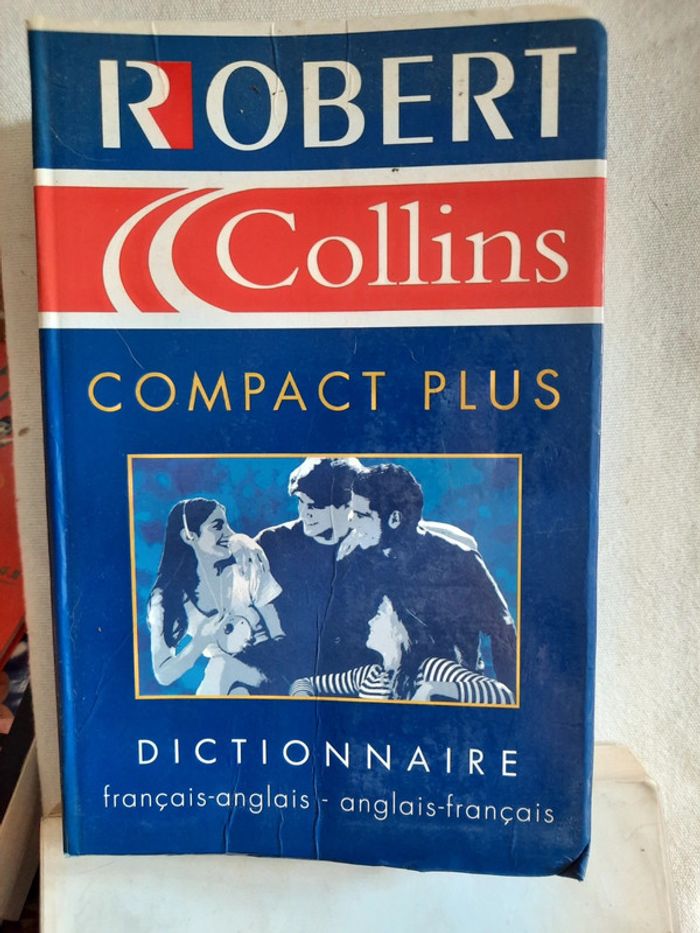 ROBERT
Collins
COMPACT PLUS
DICTIONNAIRE
français-anglais - anglais-français